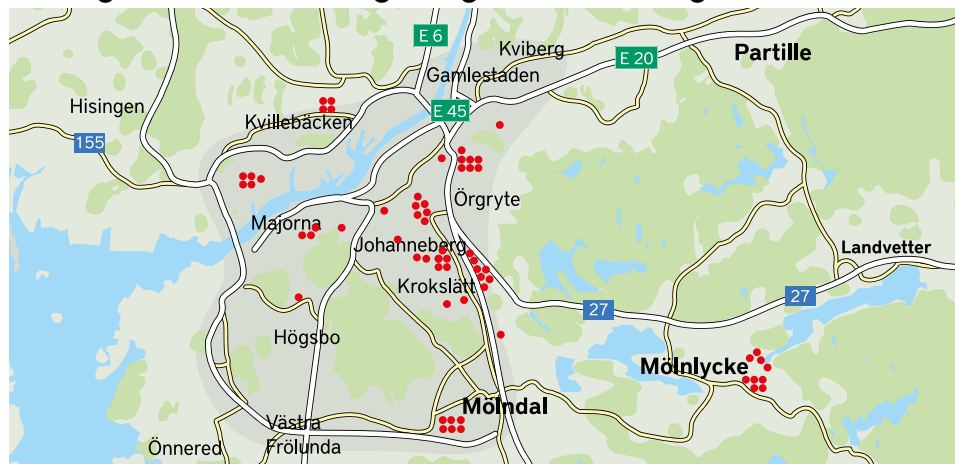 E 6
Kviberg
E 20
Partille
Gamlestaden
Hisingen
E 45
Kvillebäcken
155
Örgryte
Majorna
Johanneberg
Landvetter
Krokslätt
27
27
Högsbo
Mölnlycke
Mölndal
Västra
Frölunda
Önnered